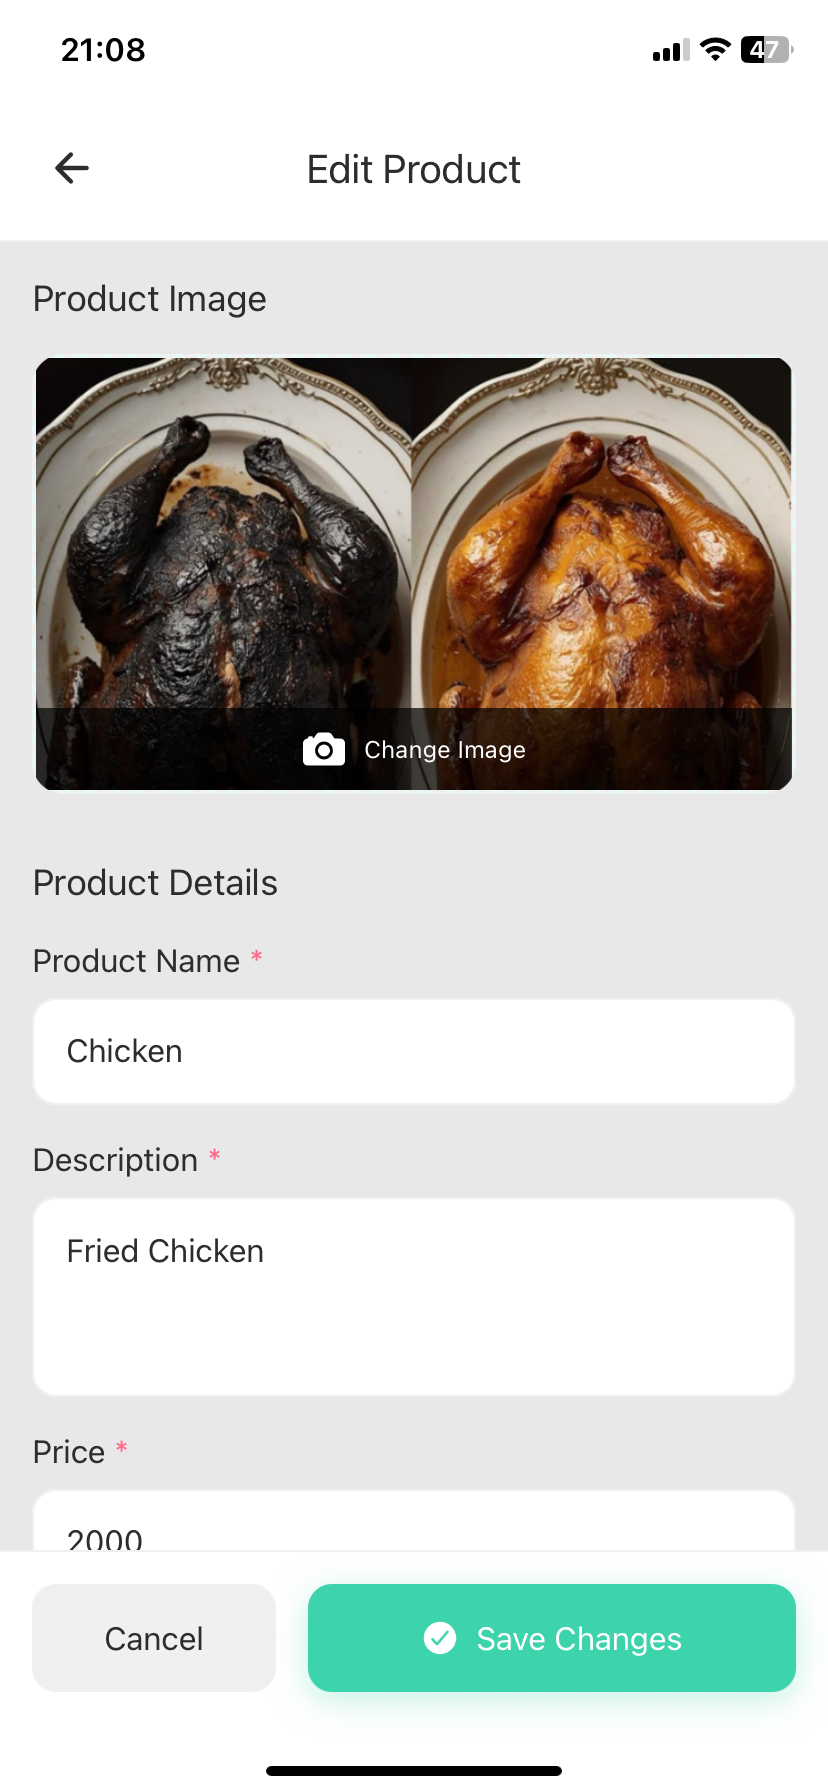 21:08
47
Edit Product
Product Image
Change Image
Product Details
Product Name *
Chicken
Description *
Fried Chicken
Price *
2000
Cancel
Save Changes